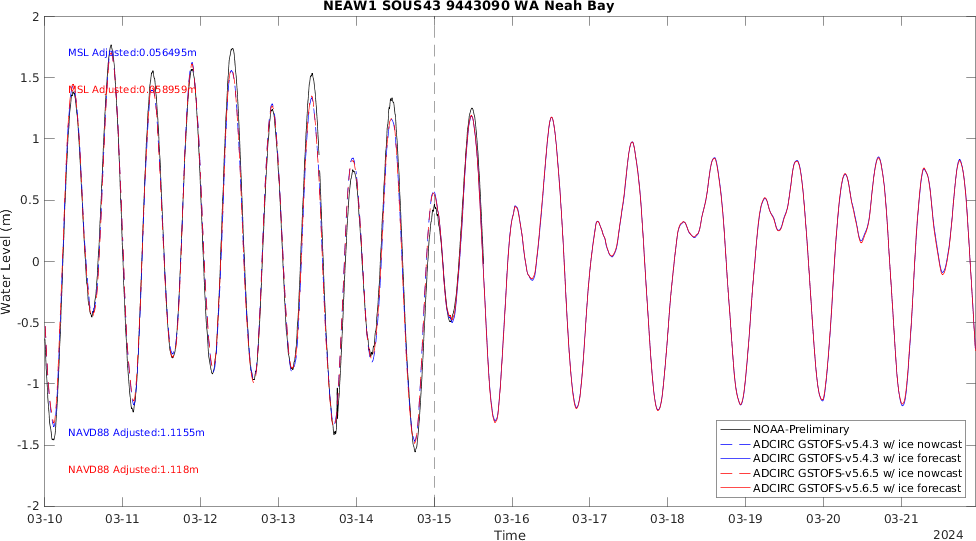 NEAW1 SOUS43 9443090 WA Neah Bay
2
1.5
1
0.5
0
-0.5
-1
-1.5
-2
Water Level (m)
MSL Adjusted:0.056495m
MSL Adjusted:0.058959m
NAVD88 Adjusted:1.1155m
NAVD88 Adjusted:1.118m
NOAA-Preliminary
ADCIRC GSTOFS-v5.4.3 w/ ice nowcast
ADCIRC GSTOFS-v5.4.3 w/ ice forecast
ADCIRC GSTOFS-v5.6.5 w/ ice nowcast
ADCIRC GSTOFS-v5.6.5 w/ ice forecast
03-10 03-11 03-12 03-13 03-14 03-15 03-16 03-17 03-18 03-19 03-20 03-21
Time
2024